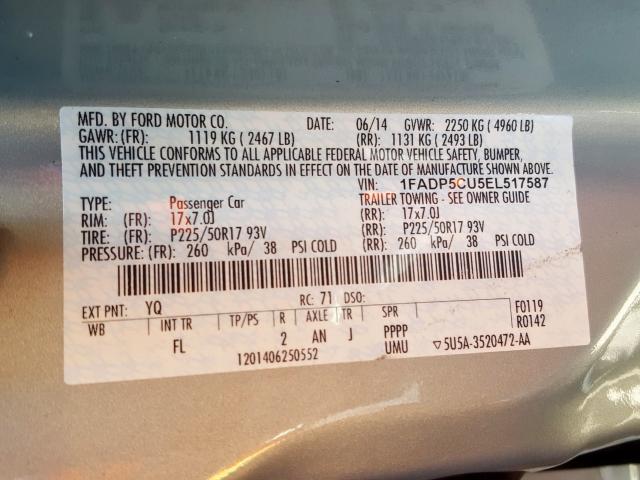 MFD. BY FORD MOTOR CO. DATE: 06/14 GVWR: 2250 KG ( 4960 LB)
GAWR: (FR): 1119 KG ( 2467 LB) (RR): 1131 KG ( 2493 LB)
THIS VEHICLE CONFORMS TO ALL APPLICABLE FEDERAL MOTOR VEHICLE SAFETY, BUMPER,
AND THEFT PREVENTION STANDARDS IN EFFECT ON THE DATE OF MANUFACTURE SHOWN ABOVE.
VIN: 1FADP5CU5EL517587
TYPE: Passenger Car TRAILER TOWING - SEE OWNER GUIDE
RIM: (FR): 17x7.0J (RR): 17x7.0J
TIRE: (FR): P225/50R17 93V (RR): P225/50R17 93V
PRESSURE: (FR): 260 kPa/ 38 PSI COLD (RR): 260 kPa/ 38 PSI COLD
EXT PNT: YQ RC: 71 DSO: F0119
WB INT TR TP/PS R AXLE TR SPR R0142
FL 2 AN J PPPP
1201406250552 UMU ▽5U5A-3520472-AA